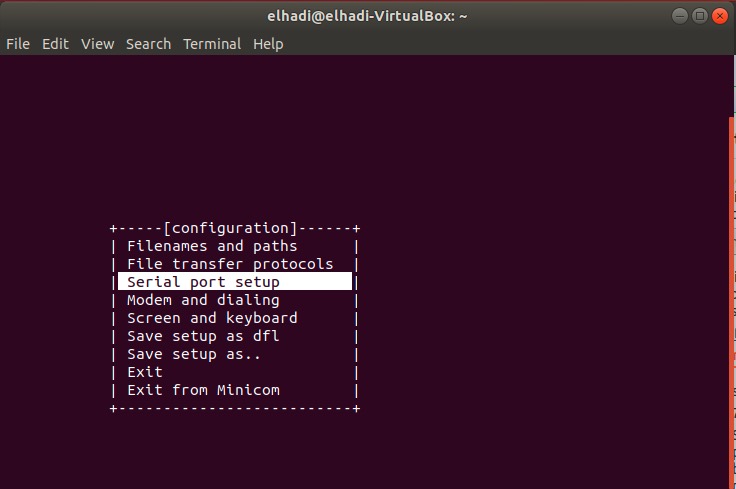 elhadi@elhadi-VirtualBox: ~
File Edit View Search Terminal Help
+-----[configuration]------+
| Filenames and paths      |
| File transfer protocols  |
| Serial port setup        |
| Modem and dialing        |
| Screen and keyboard      |
| Save setup as dfl        |
| Save setup as..          |
| Exit                     |
| Exit from Minicom        |
+--------------------------+